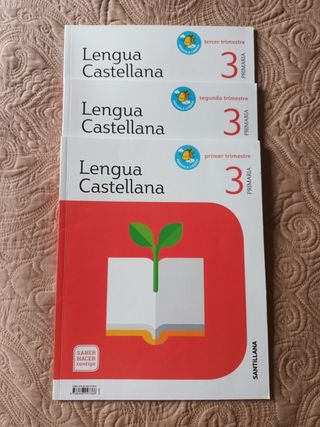 tercer trimestre
Lengua
Castellana
3
PRIMARIA
segundo trimestre
Lengua
Castellana
3
PRIMARIA
primer trimestre
Lengua
Castellana
3
PRIMARIA
SABER
HACER
contigo
SANTILLANA